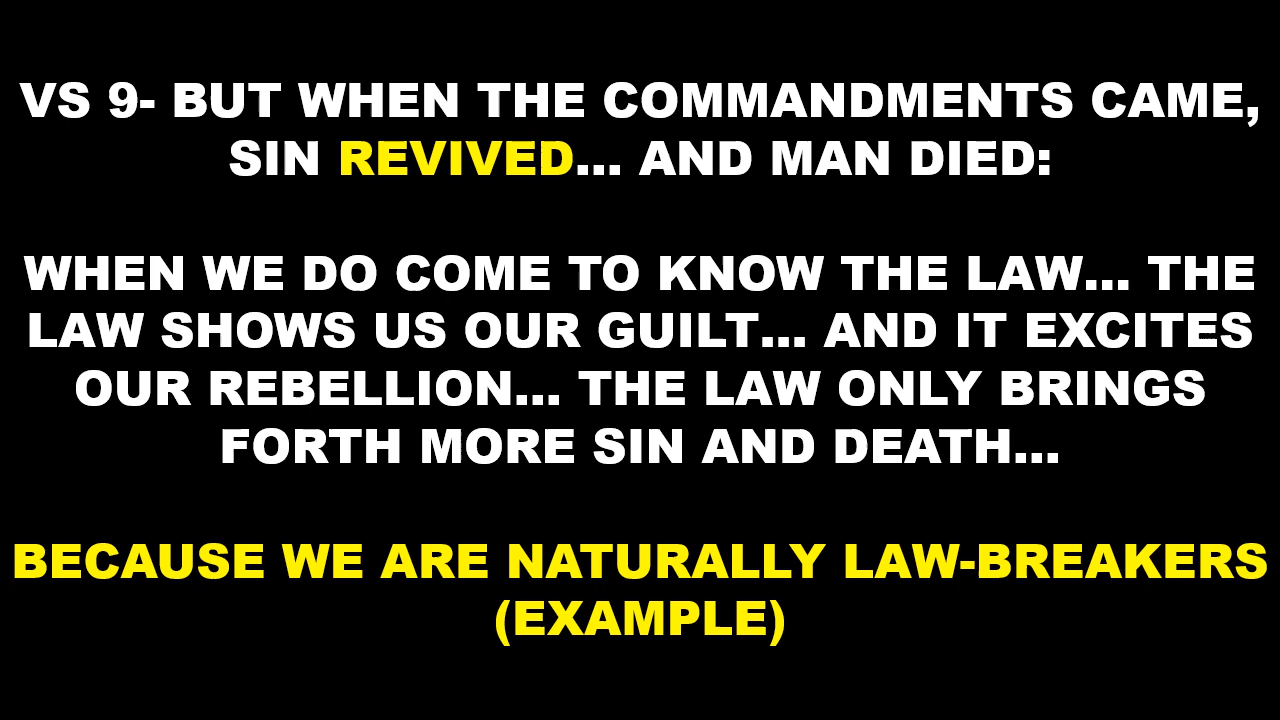 VS 9- BUT WHEN THE COMMANDMENTS CAME,
SIN REVIVED... AND MAN DIED:
WHEN WE DO COME TO KNOW THE LAW... THE
LAW SHOWS US OUR GUILT... AND IT EXCITES
OUR REBELLION... THE LAW ONLY BRINGS
FORTH MORE SIN AND DEATH...
BECAUSE WE ARE NATURALLY LAW-BREAKERS
(EXAMPLE)